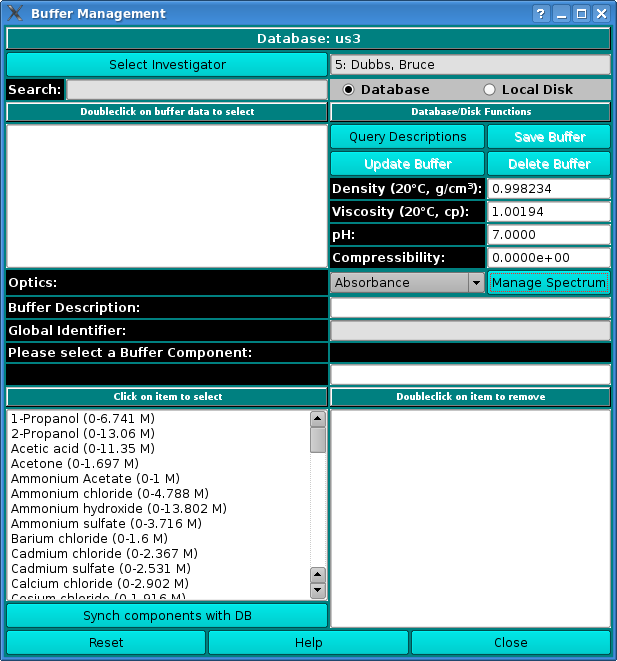 Buffer Management
Database: us3
Select Investigator
5: Dubbs, Bruce
Search:
Database
Local Disk
Doubleclick on buffer data to select
Database/Disk Functions
Query Descriptions
Save Buffer
Update Buffer
Delete Buffer
Density (20°C, g/cm³):
0.998234
Viscosity (20°C, cp):
1.00194
pH:
7.0000
Compressibility:
0.0000e+00
Optics:
Absorbance
Manage Spectrum
Buffer Description:
Global Identifier:
Please select a Buffer Component:
Click on item to select
Doubleclick on item to remove
1-Propanol (0-6.741 M)
2-Propanol (0-13.06 M)
Acetic acid (0-11.35 M)
Acetone (0-1.697 M)
Ammonium Acetate (0-1 M)
Ammonium chloride (0-4.788 M)
Ammonium hydroxide (0-13.802 M)
Ammonium sulfate (0-3.716 M)
Barium chloride (0-1.6 M)
Cadmium chloride (0-2.367 M)
Cadmium sulfate (0-2.531 M)
Calcium chloride (0-2.902 M)
Cesium chloride (0-1.916 M)
Synch components with DB
Reset
Help
Close